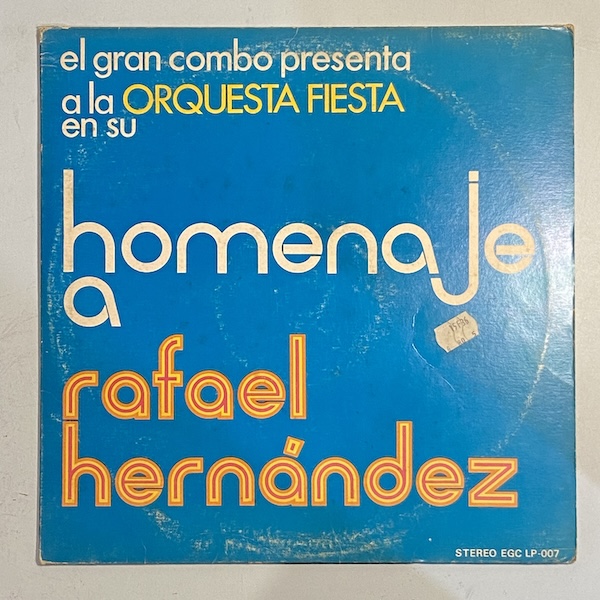 el gran combo presenta
a la ORQUESTA FIESTA
en su
homenaje
a
rafael
hernández
STEREO EGC LP-007